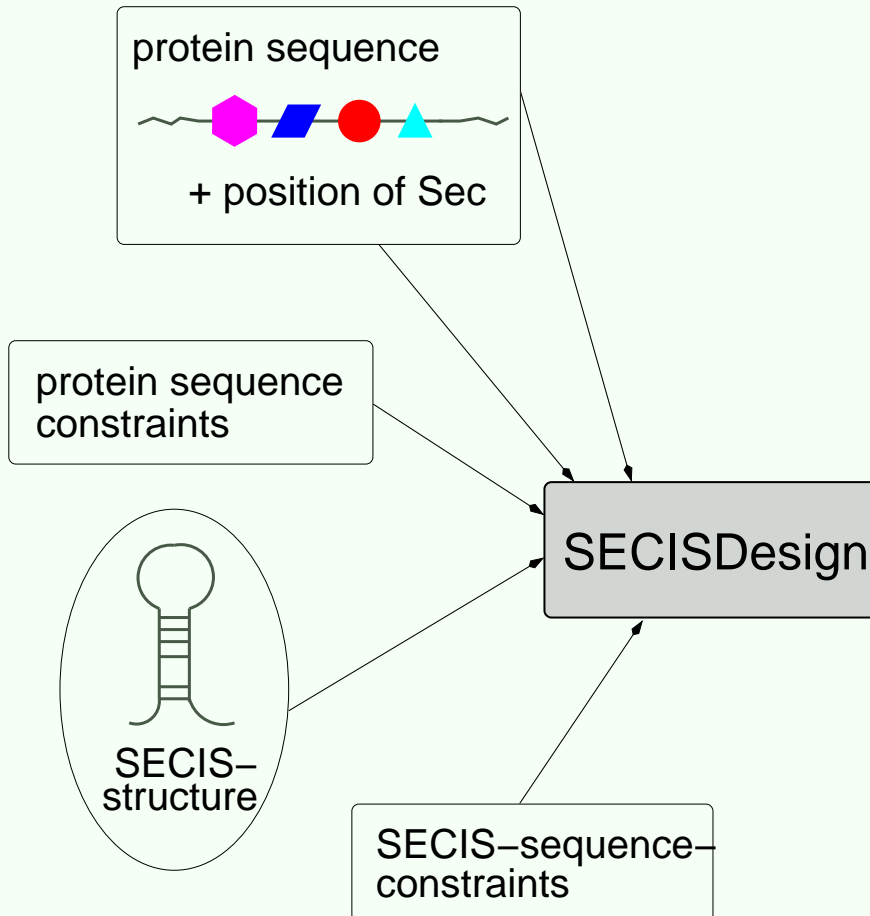 protein sequence
+ position of Sec
protein sequence
constraints
SECISDesign
SECIS–
structure
SECIS–sequence–
constraints